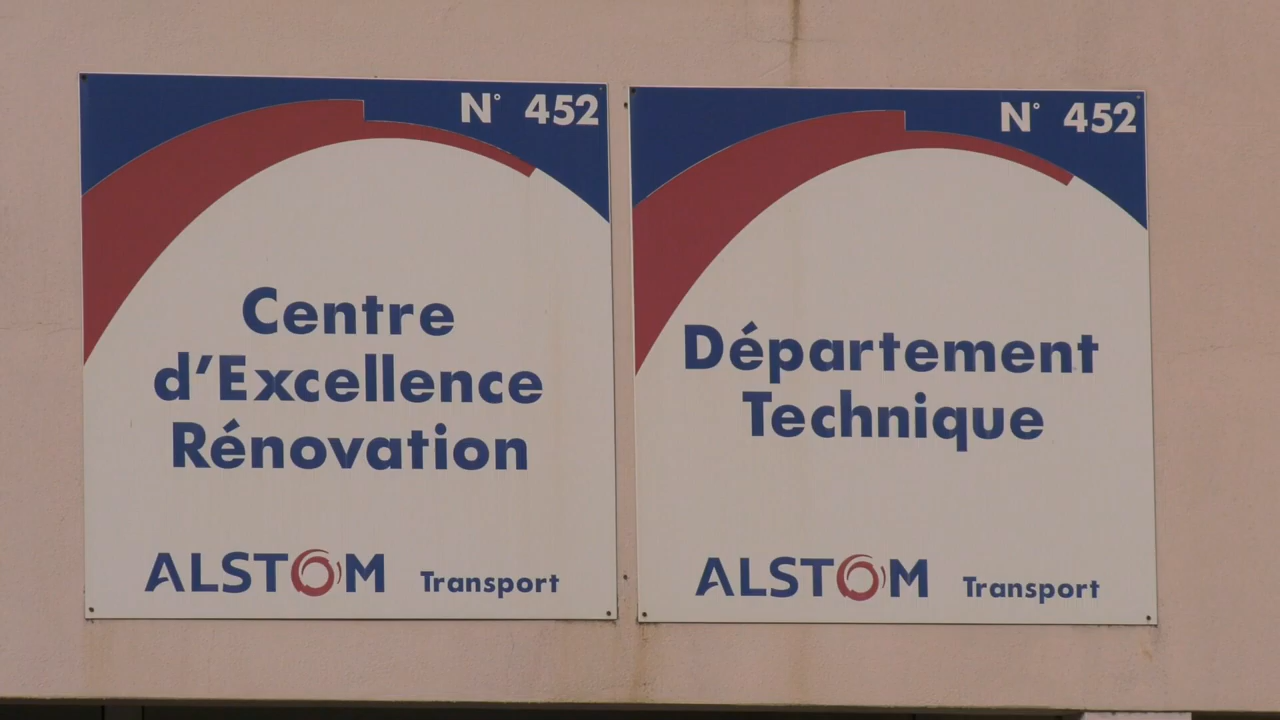 N° 452
Centre
d'Excellence
Rénovation
ALSTOM Transport
N° 452
Département
Technique
ALSTOM Transport